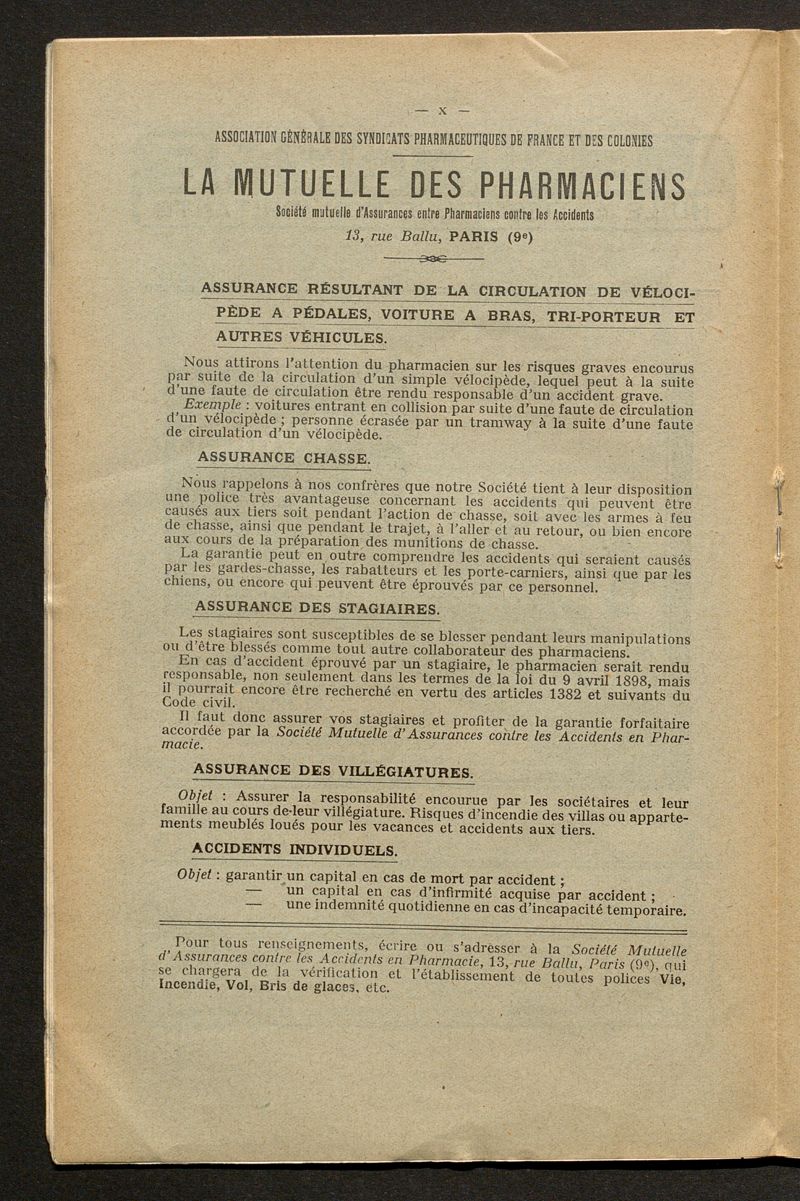 — X —
ASSOCIATION GÉNÉRALE DES SYNDICATS PHARMACEUTIQUES DE FRANCE ET DES COLONIES
LA MUTUELLE DES PHARMACIENS
Société mutuelle d'Assurances entre Pharmaciens contre les Accidents
13, rue Ballu, PARIS (9e)
ASSURANCE RÉSULTANT DE LA CIRCULATION DE VÉLOCI-
PÈDE A PÉDALES, VOITURE A BRAS, TRI-PORTEUR ET
AUTRES VÉHICULES.
Nous attirons l'attention du pharmacien sur les risques graves encourus
par suite de la circulation d'un simple vélocipède, lequel peut à la suite
d'une faute de circulation être rendu responsable d'un accident grave.
Exemple : voitures entrant en collision par suite d'une faute de circulation
d'un vélocipède ; personne écrasée par un tramway à la suite d'une faute
de circulation d'un vélocipède.
ASSURANCE CHASSE.
Nous rappelons à nos confrères que notre Société tient à leur disposition
une police très avantageuse concernant les accidents qui peuvent être
causés aux tiers soit pendant l'action de chasse, soit avec les armes à feu
de chasse, ainsi que pendant le trajet, à l'aller et au retour, ou bien encore
aux cours de la préparation des munitions de chasse.
La garantie peut en outre comprendre les accidents qui seraient causés
par les gardes-chasse, les rabatteurs et les porte-carniers, ainsi que par les
chiens, ou encore qui peuvent être éprouvés par ce personnel.
ASSURANCE DES STAGIAIRES.
Les stagiaires sont susceptibles de se blesser pendant leurs manipulations
ou d'être blessés comme tout autre collaborateur des pharmaciens.
En cas d'accident éprouvé par un stagiaire, le pharmacien serait rendu
responsable, non seulement dans les termes de la loi du 9 avril 1898, mais
il pourrait encore être recherché en vertu des articles 1382 et suivants du
Code civil.
Il faut donc assurer vos stagiaires et profiter de la garantie forfaitaire
accordée par la Société Mutuelle d'Assurances contre les Accidents en Phar-
macie.
ASSURANCE DES VILLÉGIATURES.
Objet : Assurer la responsabilité encourue par les sociétaires et leur
famille au cours de leur villégiature. Risques d'incendie des villas ou apparte-
ments meublés loués pour les vacances et accidents aux tiers.
ACCIDENTS INDIVIDUELS.
Objet : garantir un capital en cas de mort par accident ;
— un capital en cas d'infirmité acquise par accident ;
— une indemnité quotidienne en cas d'incapacité temporaire.
Pour tous renseignements, écrire ou s'adresser à la Société Mutuelle
d'Assurances contre les Accidents en Pharmacie, 13, rue Ballu, Paris (9e), qui
se chargera de la vérification et l'établissement de toutes polices Vie,
Incendie, Vol, Bris de glaces, etc.